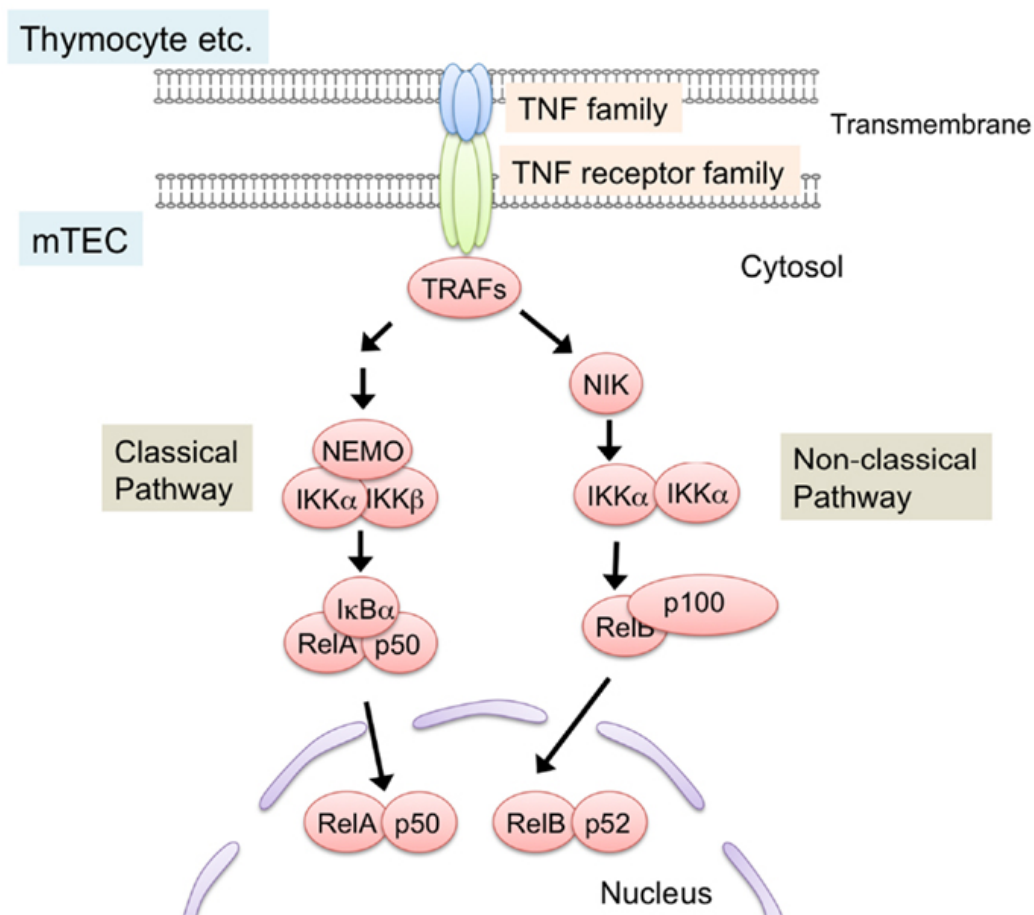 Thymocyte etc.
TNF family
Transmembrane
TNF receptor family
mTEC
Cytosol
TRAFs
NIK
Classical
Pathway
NEMO
IKKα IKKβ
IKKα IKKα
Non-classical
Pathway
IκBα
RelA p50
p100
RelB
RelA p50
RelB p52
Nucleus